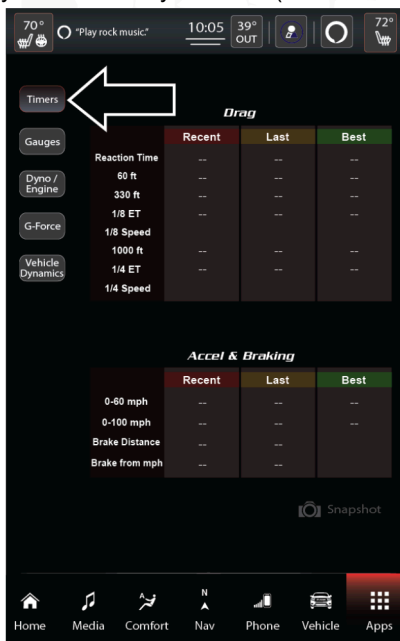 70° "Play rock music." 10:05 39° OUT 72°
Timers
Drag
Gauges
Recent Last Best
Reaction Time -- -- --
60 ft -- -- --
Dyno / Engine
330 ft -- -- --
1/8 ET -- -- --
G-Force
1/8 Speed
1000 ft -- -- --
Vehicle Dynamics
1/4 ET -- -- --
1/4 Speed
Accel & Braking
Recent Last Best
0-60 mph -- -- --
0-100 mph -- -- --
Brake Distance -- --
Brake from mph -- --
Snapshot
N
Home Media Comfort Nav Phone Vehicle Apps